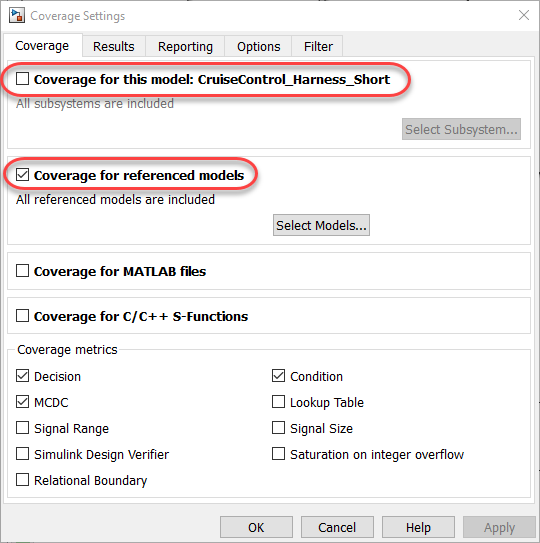 Coverage Settings
Coverage Results Reporting Options Filter
Coverage for this model: CruiseControl_Harness_Short
All subsystems are included
Select Subsystem...
Coverage for referenced models
All referenced models are included
Select Models...
Coverage for MATLAB files
Coverage for C/C++ S-Functions
Coverage metrics
Decision Condition
MCDC Lookup Table
Signal Range Signal Size
Simulink Design Verifier Saturation on integer overflow
Relational Boundary
OK Cancel Help Apply